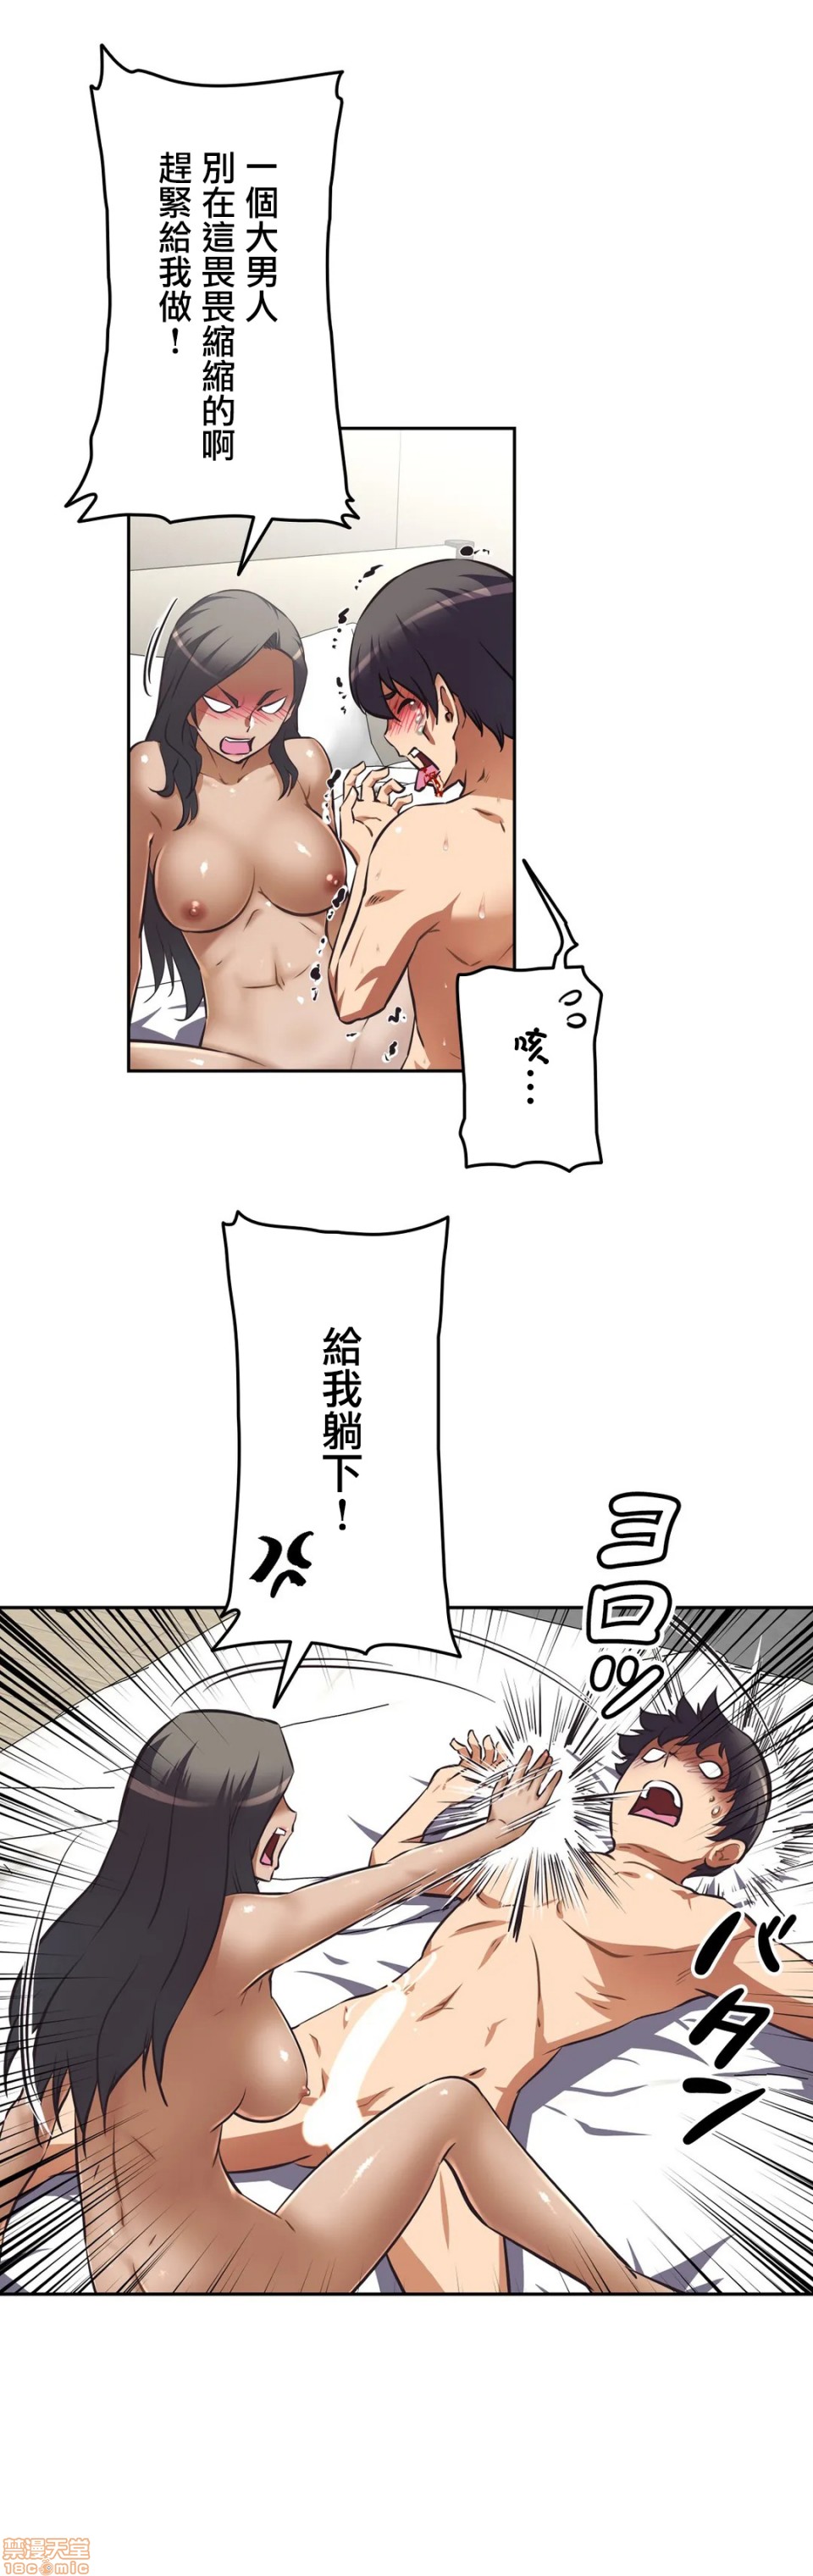 一個大男人
別在這畏畏縮縮的啊
趕緊給我做！
咳…
給我躺下！
ヨロッ
バタン
禁漫天堂
18comic